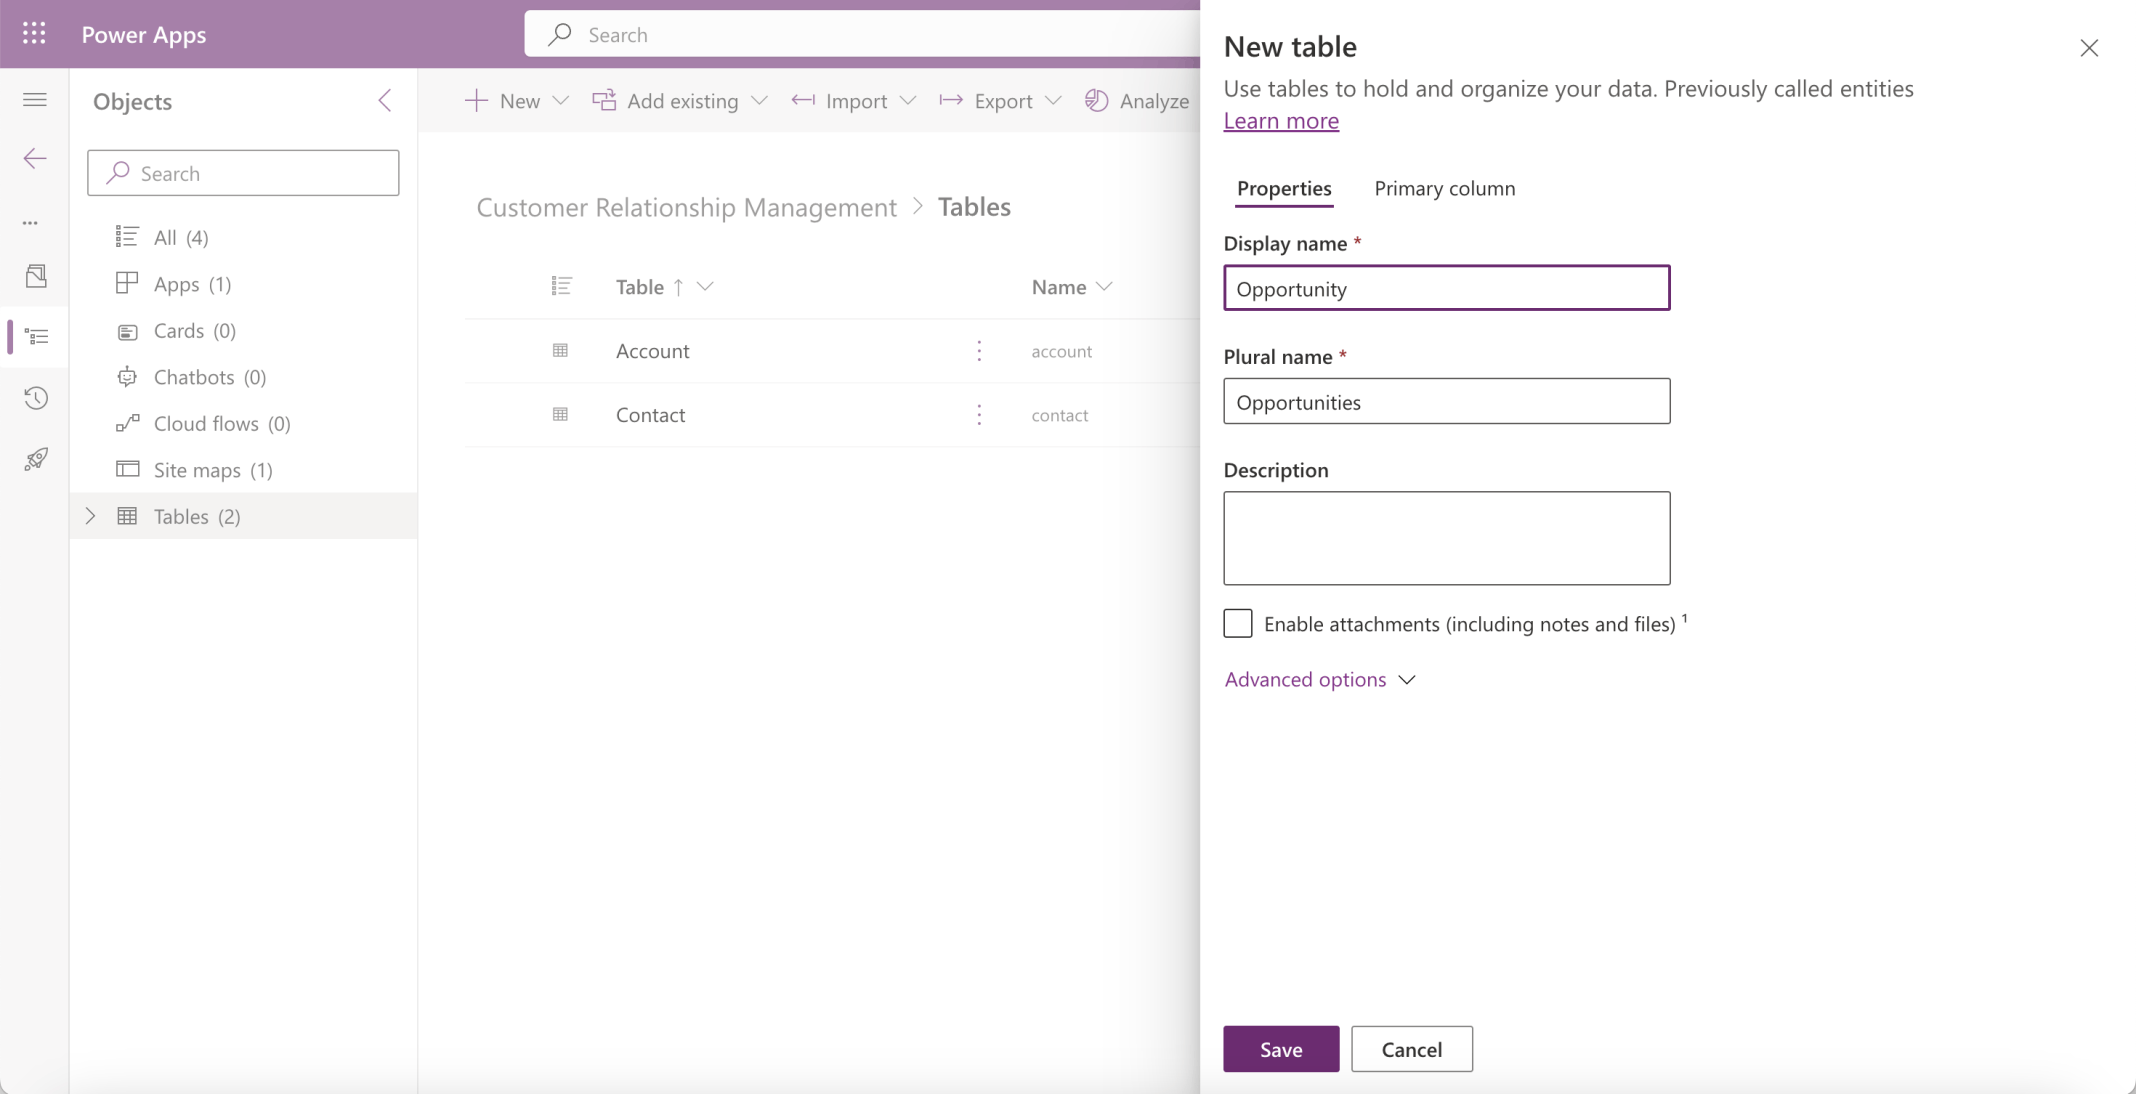 Power Apps
Search
Objects
Search
All (4)
Apps (1)
Cards (0)
Chatbots (0)
Cloud flows (0)
Site maps (1)
Tables (2)
New
Add existing
Import
Export
Analyze
Customer Relationship Management > Tables
Table ↑ Name
Account account
Contact contact
New table
Use tables to hold and organize your data. Previously called entities
Learn more
Properties Primary column
Display name *
Opportunity
Plural name *
Opportunities
Description
Enable attachments (including notes and files) ¹
Advanced options
Save Cancel